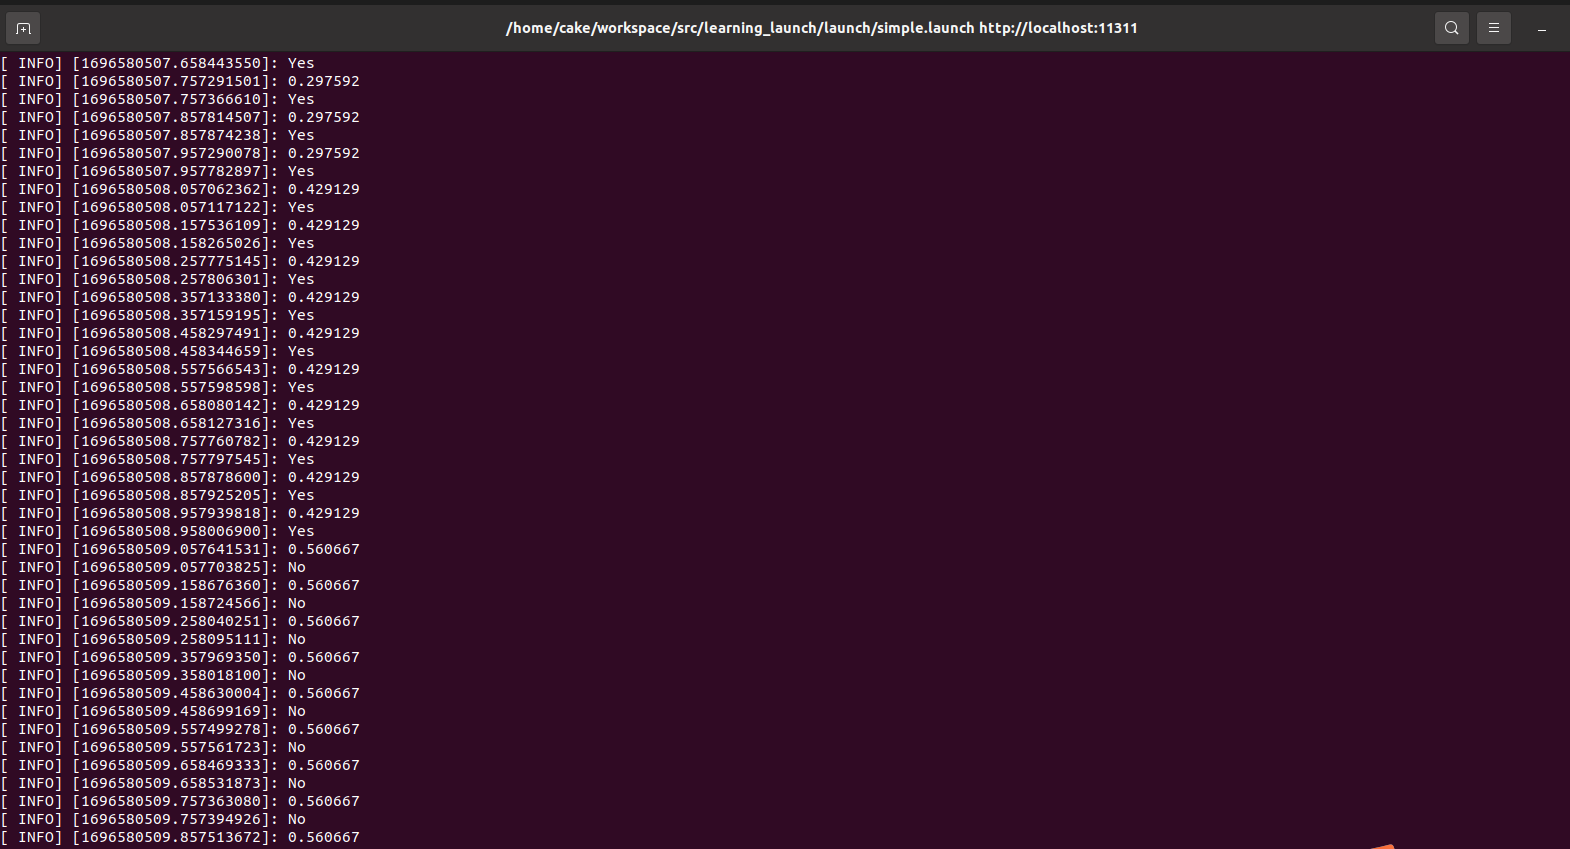 /home/cake/workspace/src/learning_launch/launch/simple.launch http://localhost:11311
[ INFO] [1696580507.658443550]: Yes
[ INFO] [1696580507.757291501]: 0.297592
[ INFO] [1696580507.757366610]: Yes
[ INFO] [1696580507.857814507]: 0.297592
[ INFO] [1696580507.857874238]: Yes
[ INFO] [1696580507.957290078]: 0.297592
[ INFO] [1696580507.957782897]: Yes
[ INFO] [1696580508.057062362]: 0.429129
[ INFO] [1696580508.057117122]: Yes
[ INFO] [1696580508.157536109]: 0.429129
[ INFO] [1696580508.158265026]: Yes
[ INFO] [1696580508.257775145]: 0.429129
[ INFO] [1696580508.257806301]: Yes
[ INFO] [1696580508.357133380]: 0.429129
[ INFO] [1696580508.357159195]: Yes
[ INFO] [1696580508.458297491]: 0.429129
[ INFO] [1696580508.458344659]: Yes
[ INFO] [1696580508.557566543]: 0.429129
[ INFO] [1696580508.557598598]: Yes
[ INFO] [1696580508.658080142]: 0.429129
[ INFO] [1696580508.658127316]: Yes
[ INFO] [1696580508.757760782]: 0.429129
[ INFO] [1696580508.757797545]: Yes
[ INFO] [1696580508.857878600]: 0.429129
[ INFO] [1696580508.857925205]: Yes
[ INFO] [1696580508.957939818]: 0.429129
[ INFO] [1696580508.958006900]: Yes
[ INFO] [1696580509.057641531]: 0.560667
[ INFO] [1696580509.057703825]: No
[ INFO] [1696580509.158676360]: 0.560667
[ INFO] [1696580509.158724566]: No
[ INFO] [1696580509.258040251]: 0.560667
[ INFO] [1696580509.258095111]: No
[ INFO] [1696580509.357969350]: 0.560667
[ INFO] [1696580509.358018100]: No
[ INFO] [1696580509.458630004]: 0.560667
[ INFO] [1696580509.458699169]: No
[ INFO] [1696580509.557499278]: 0.560667
[ INFO] [1696580509.557561723]: No
[ INFO] [1696580509.658469333]: 0.560667
[ INFO] [1696580509.658531873]: No
[ INFO] [1696580509.757363080]: 0.560667
[ INFO] [1696580509.757394926]: No
[ INFO] [1696580509.857513672]: 0.560667